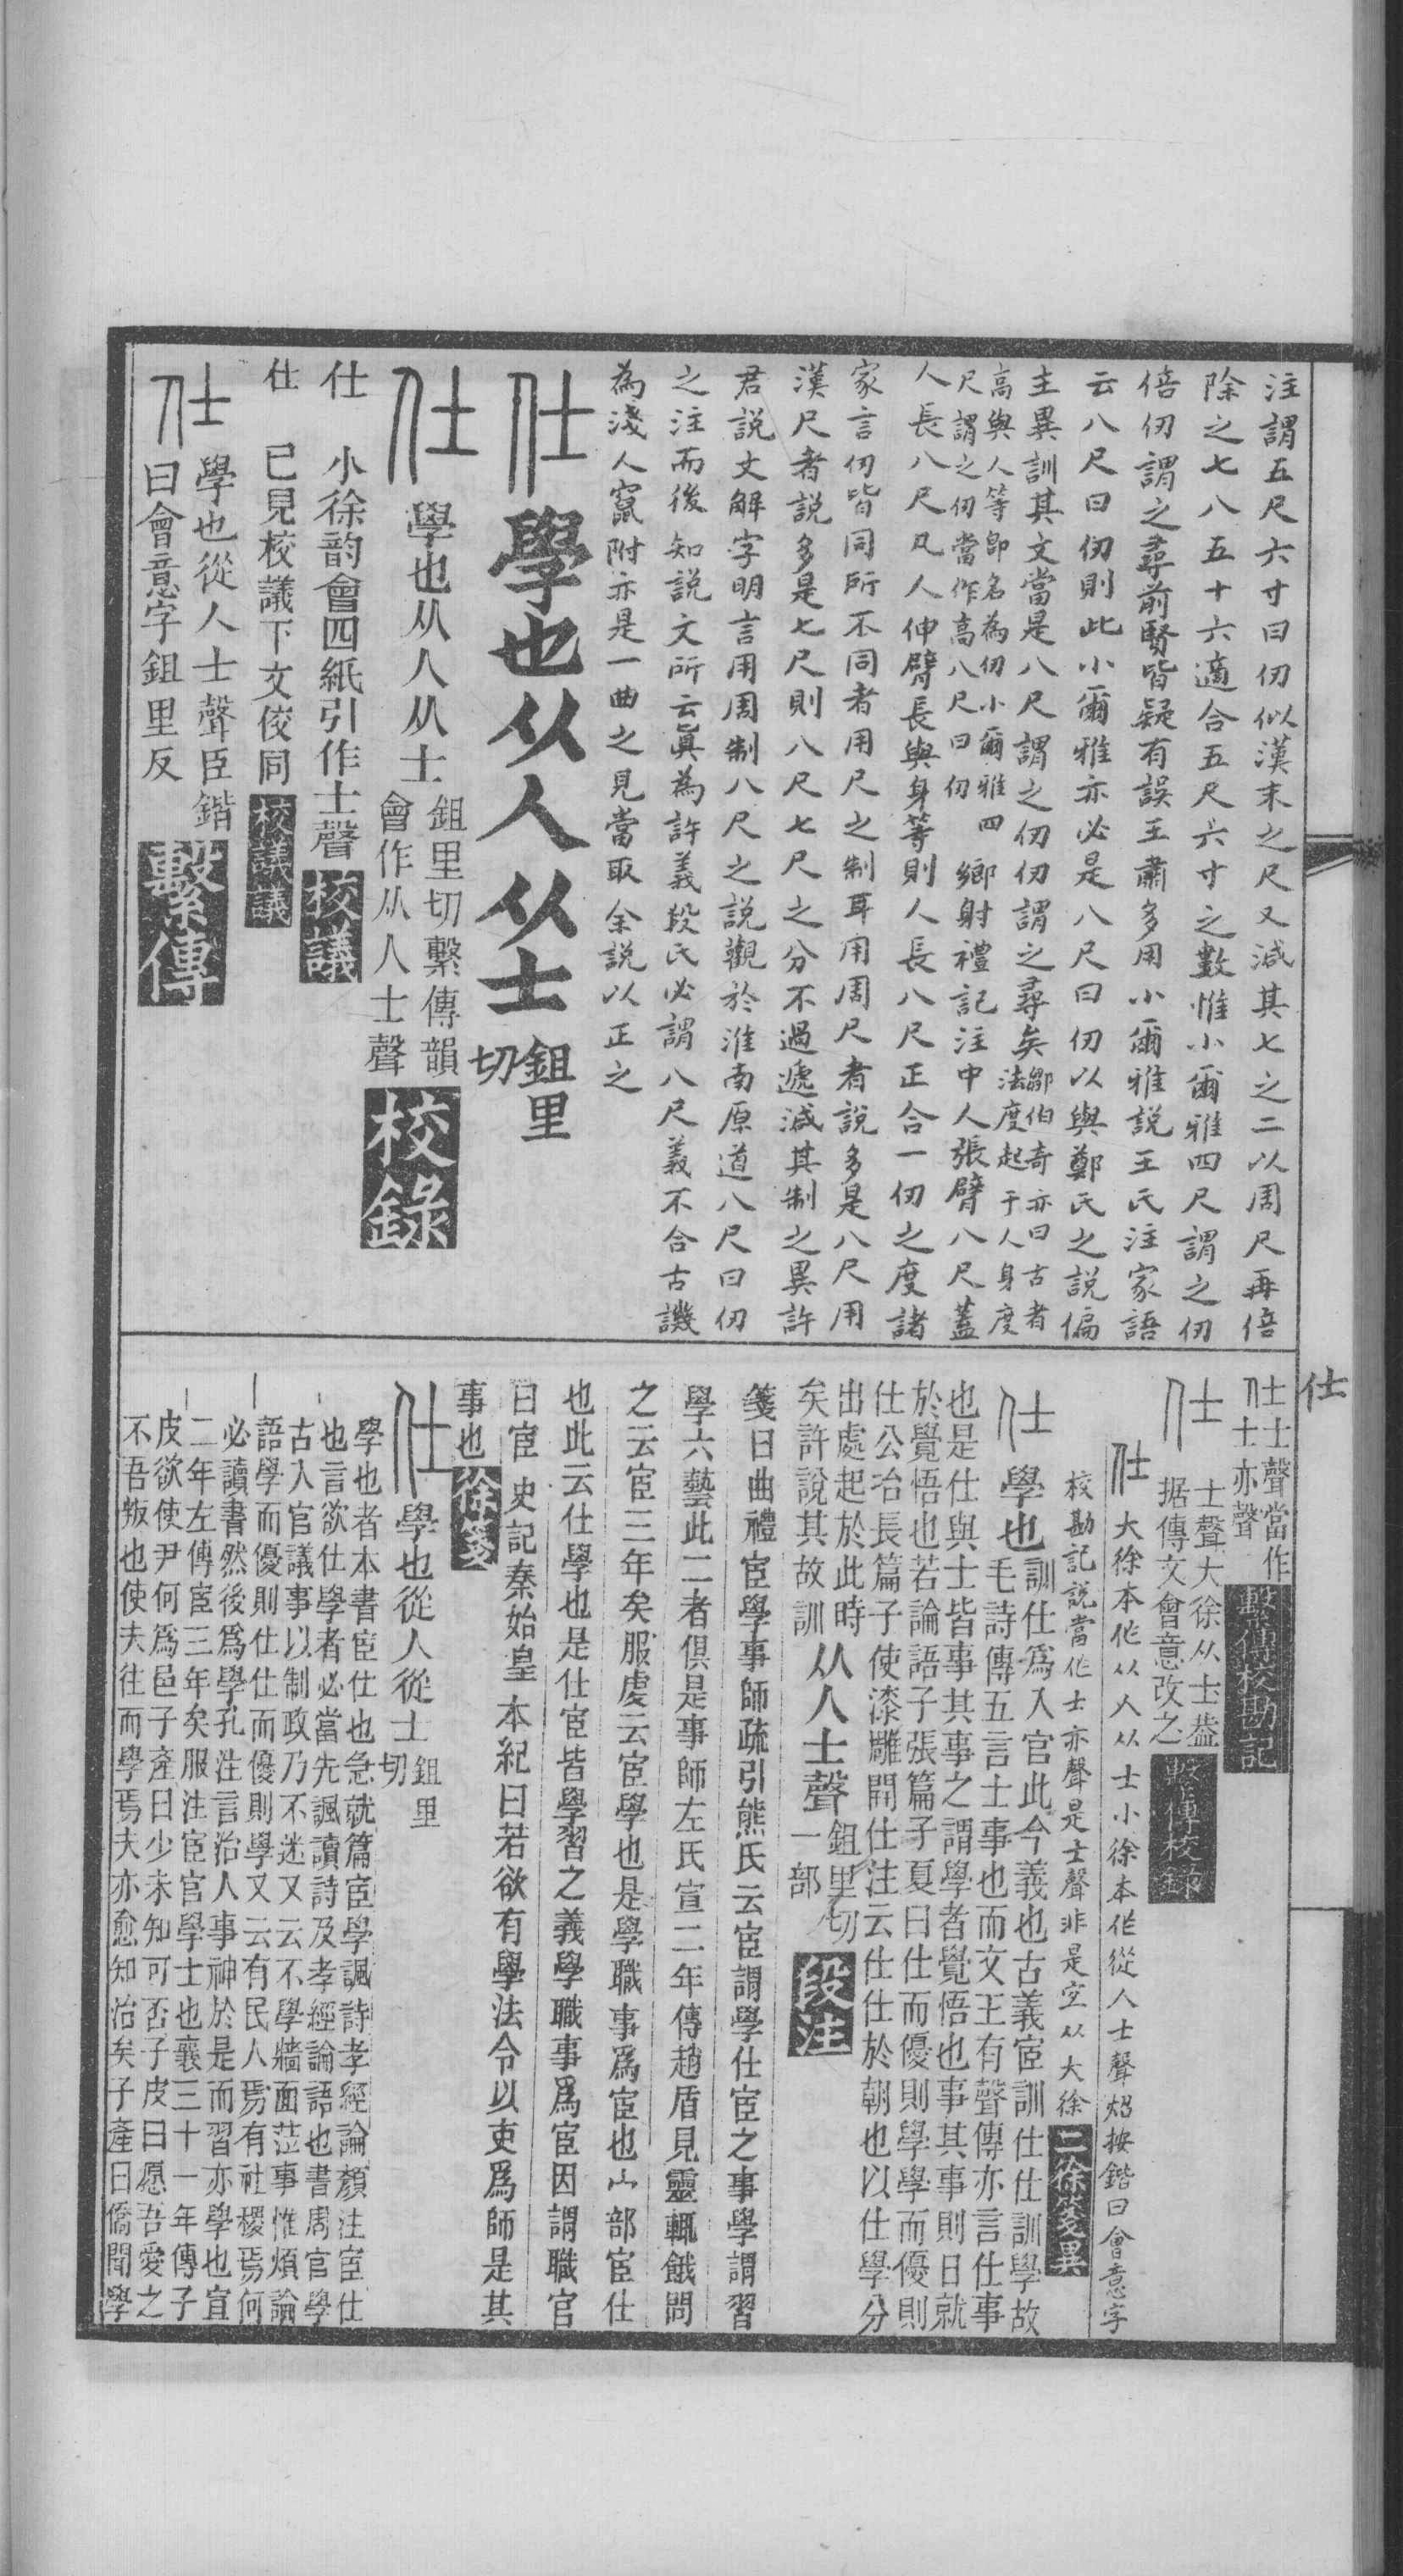 注謂五尺六寸曰仞似漢末之尺又減其七之二以周尺再倍
除之七八五十六適合五尺六寸之數惟小爾雅四尺謂之仞
倍仞謂之尋前賢皆疑有誤王肅多用小爾雅說王氏注家語
云八尺曰仞則此小爾雅亦必是八尺曰仞以與鄭氏之說偏
主異訓其文當是八尺謂之仞仞謂之尋矣鄒伯奇亦曰古者
法度起于人身度
高與人等即名為仞小爾雅四
尺謂之仞當作高八尺曰仞
鄉射禮記注中人張臂八尺蓋
人長八尺凡人伸臂長與身等則人長八尺正合一仞之度諸
家言仞皆同所不同者用尺之制耳用周尺者說多是八尺用
漢尺者說多是七尺則八尺七尺之分不過遞減其制之異許
君說文解字明言用周制八尺之說觀於淮南原道八尺曰仞
之注而後知說文所云眞為許義段氏必謂八尺義不合古譏
為淺人竄附亦是一曲之見當取余說以正之
仕 學也从人从士 鉏里
切
仕 學也从人从士 鉏里切繫傳韻
會作从人士聲 校錄
仕 小徐韵會四紙引作士聲 校議
仕 已見校議下文佼同 校議議
仕 學也從人士聲臣鍇
曰會意字鉏里反 繫傳
仕
仕士聲當作
士亦聲 繫傳校勘記
仕 士聲大徐从士葢
据傳文會意改之 繫傳校錄
仕 大徐本作从人从士小徐本作從人士聲炤按鍇曰會意字
校勘記說當作士亦聲是士聲非是空从大徐 二徐箋異
仕 學也 訓仕爲入官此今義也古義宦訓仕仕訓學故
毛詩傳五言士事也而文王有聲傳亦言仕事
也是仕與士皆事其事之謂學者覺悟也事其事則日就
於覺悟也若論語子張篇子夏曰仕而優則學學而優則
仕公冶長篇子使漆雕開仕注云仕仕於朝也以仕學分
出處起於此時
矣許說其故訓 从人士聲 鉏里切
一部 段注
箋曰曲禮宦學事師疏引熊氏云宦謂學仕宦之事學謂習
學六藝此二者俱是事師左氏宣二年傳趙盾見靈輒餓問
之云宦三年矣服虔云宦學也是學職事爲宦也宀部宦仕
也此云仕學也是仕宦皆學習之義學職事爲宦因謂職官
曰宦 史記秦始皇本紀曰若欲有學法令以吏爲師是其
事也 徐箋
仕 學也從人從士 鉏里
切
學也者本書宦仕也急就篇宦學諷詩孝經論顏注宦仕
也言欲仕學者必當先諷讀詩及孝經論語也書周官學
古入官議事以制政乃不迷又云不學牆面莅事惟煩論
語學而優則仕仕而優則學又云有民人焉有社稷焉何
必讀書然後爲學孔注言治人事神於是而習亦學也宣
二年左傳宦三年矣服注宦官學士也襄三十一年傳子
皮欲使尹何爲邑子產曰少未知可否子皮曰愿吾愛之
不吾叛也使夫往而學焉夫亦愈知治矣子產曰僑聞學